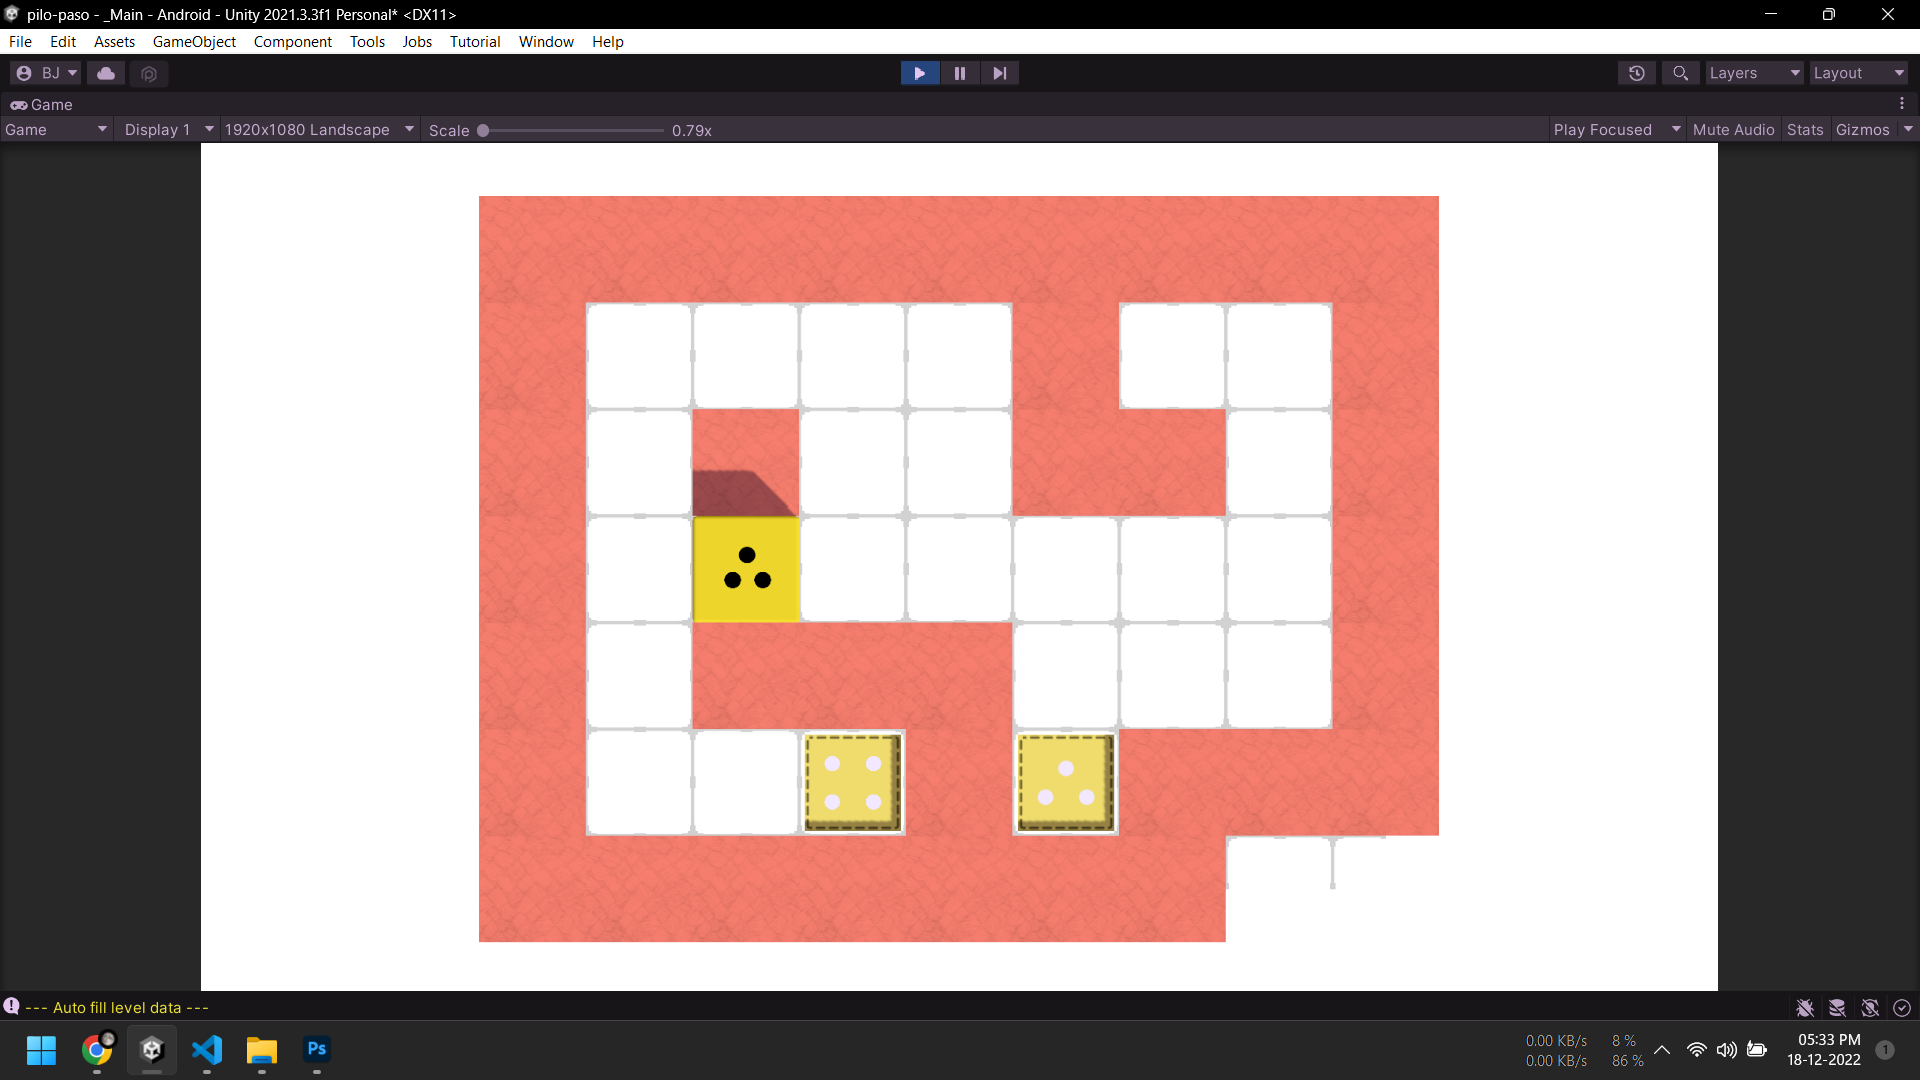 pilo-paso - _Main - Android - Unity 2021.3.3f1 Personal* <DX11>
File Edit Assets GameObject Component Tools Jobs Tutorial Window Help
BJ Layers Layout
Game
Game Display 1 1920x1080 Landscape Scale 0.79x Play Focused Mute Audio Stats Gizmos
--- Auto fill level data ---
Ps
0.00 KB/s 8 % 05:33 PM
0.00 KB/s 86 % 18-12-2022
1